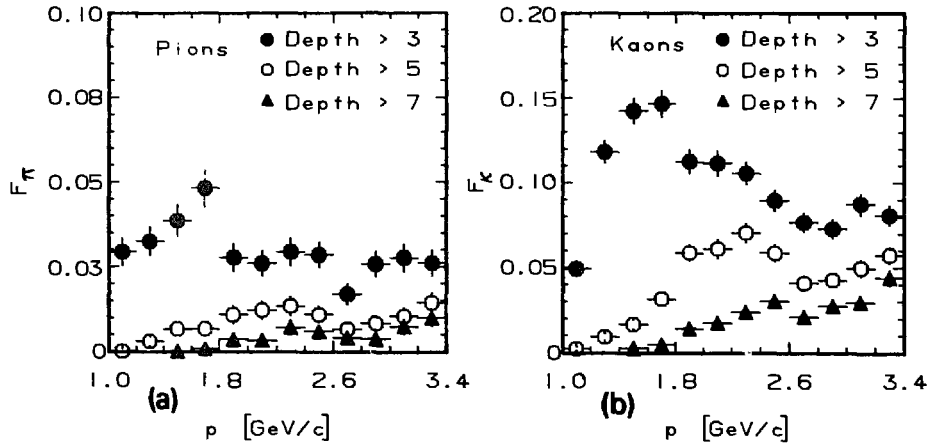 0.10
0.08
0.05
0.03
0
F_π
Pions
● Depth > 3
○ Depth > 5
▲ Depth > 7
1.0 1.8 2.6 3.4
(a)
p [GeV/c]
0.20
0.15
0.10
0.05
0
F_K
Kaons
● Depth > 3
○ Depth > 5
▲ Depth > 7
1.0 1.8 2.6 3.4
(b)
p [GeV/c]